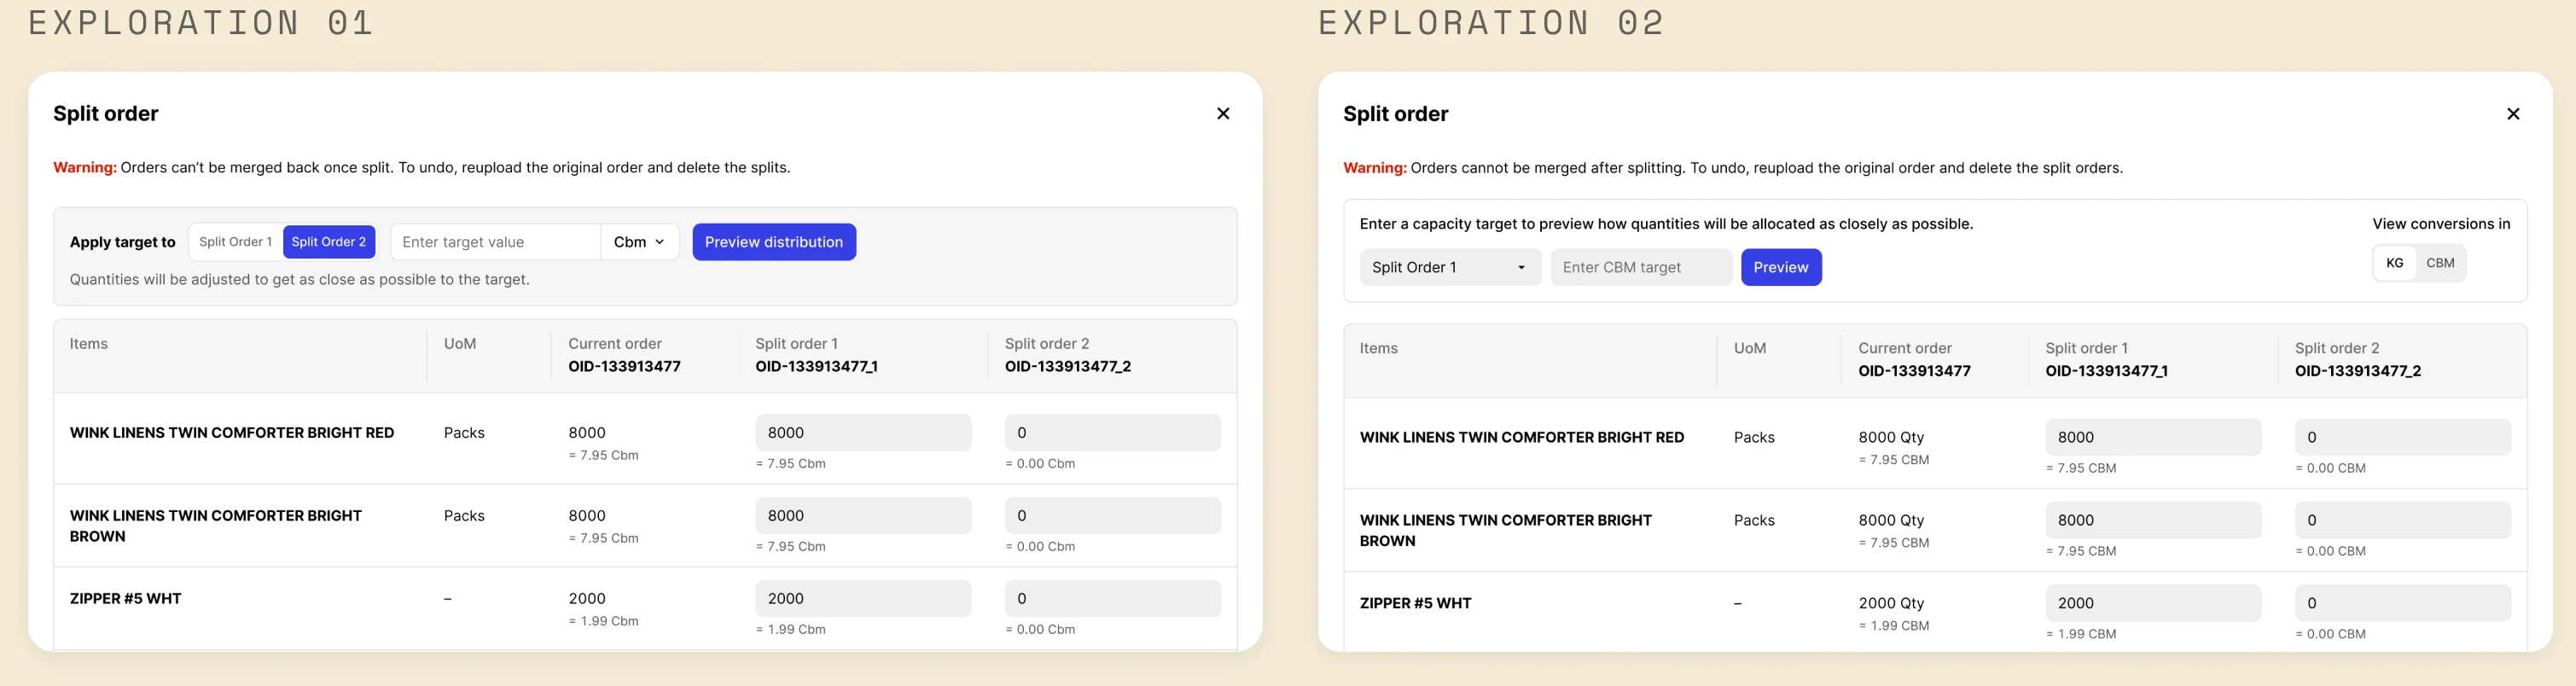 EXPLORATION 01
Split order
Warning: Orders can't be merged back once split. To undo, reupload the original order and delete the splits.
Apply target to Split Order 1 Split Order 2 Enter target value Cbm Preview distribution
Quantities will be adjusted to get as close as possible to the target.
Items UoM Current order Split order 1 Split order 2
OID-133913477 OID-133913477_1 OID-133913477_2
WINK LINENS TWIN COMFORTER BRIGHT RED Packs 8000 8000 0
= 7.95 Cbm = 7.95 Cbm = 0.00 Cbm
WINK LINENS TWIN COMFORTER BRIGHT Packs 8000 8000 0
BROWN = 7.95 Cbm = 7.95 Cbm = 0.00 Cbm
ZIPPER #5 WHT – 2000 2000 0
= 1.99 Cbm = 1.99 Cbm = 0.00 Cbm
EXPLORATION 02
Split order
Warning: Orders cannot be merged after splitting. To undo, reupload the original order and delete the split orders.
Enter a capacity target to preview how quantities will be allocated as closely as possible. View conversions in
Split Order 1 Enter CBM target Preview KG CBM
Items UoM Current order Split order 1 Split order 2
OID-133913477 OID-133913477_1 OID-133913477_2
WINK LINENS TWIN COMFORTER BRIGHT RED Packs 8000 Qty 8000 0
= 7.95 CBM = 7.95 CBM = 0.00 CBM
WINK LINENS TWIN COMFORTER BRIGHT Packs 8000 Qty 8000 0
BROWN = 7.95 CBM = 7.95 CBM = 0.00 CBM
ZIPPER #5 WHT – 2000 Qty 2000 0
= 1.99 CBM = 1.99 CBM = 0.00 CBM